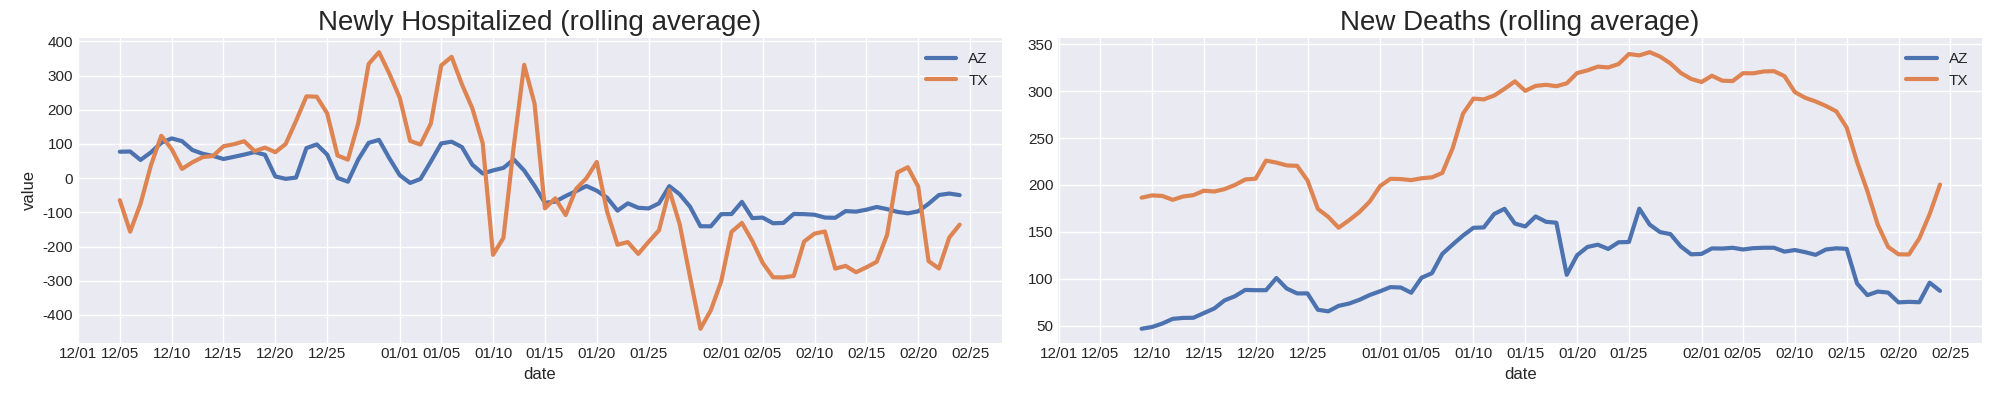 Newly Hospitalized (rolling average)
400
300
200
100
0
-100
-200
-300
-400
value
AZ
TX
12/01 12/05 12/10 12/15 12/20 12/25 01/01 01/05 01/10 01/15 01/20 01/25 02/01 02/05 02/10 02/15 02/20 02/25
date
New Deaths (rolling average)
350
300
250
200
150
100
50
AZ
TX
12/01 12/05 12/10 12/15 12/20 12/25 01/01 01/05 01/10 01/15 01/20 01/25 02/01 02/05 02/10 02/15 02/20 02/25
date